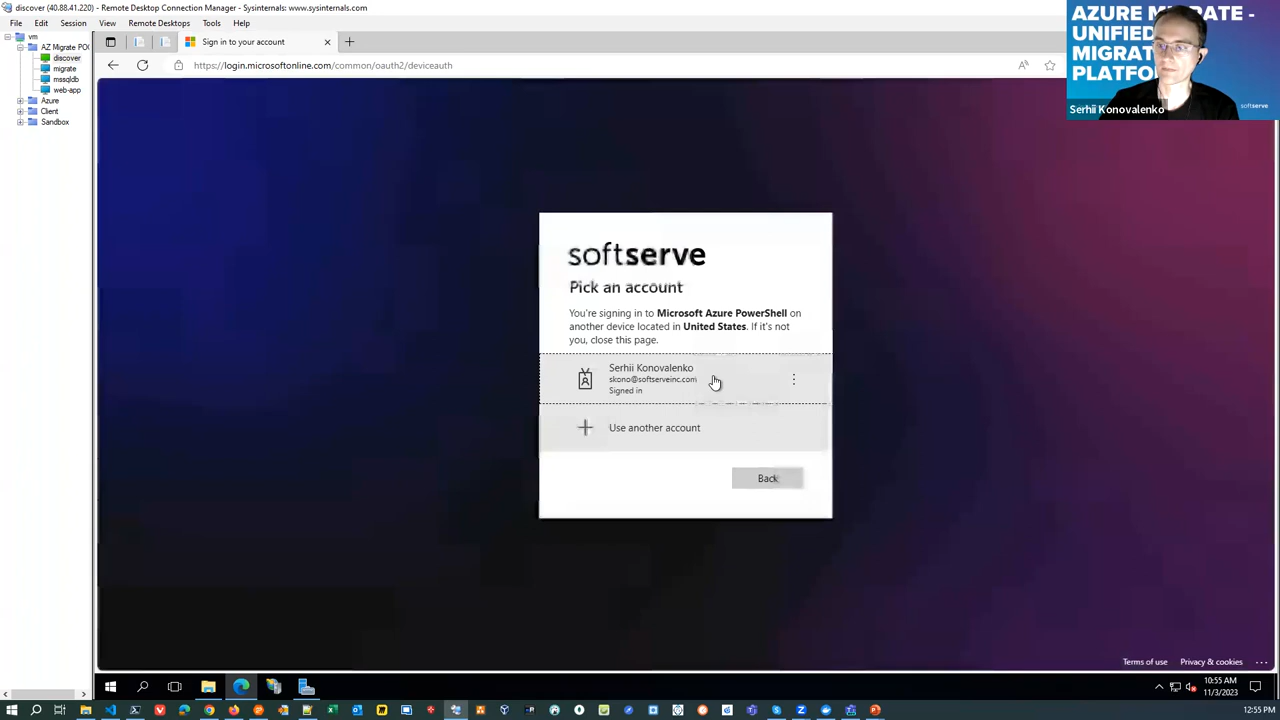 discover (40.88.41.220) - Remote Desktop Connection Manager - Sysinternals: www.sysinternals.com
File Edit Session View Remote Desktops Tools Help
vm
AZ Migrate POC
discover
migrate
mssqldb
web-app
Azure
Client
Sandbox
Sign in to your account
https://login.microsoftonline.com/common/oauth2/deviceauth
AZURE MIGRATE -
UNIFIED
MIGRAT
PLATFO
Serhii Konovalenko
softserve
softserve
Pick an account
You're signing in to Microsoft Azure PowerShell on
another device located in United States. If it's not
you, close this page.
Serhii Konovalenko
skono@softserveinc.com
Signed in
Use another account
Back
Terms of use Privacy & cookies ...
10:55 AM
11/3/2023
12:55 PM